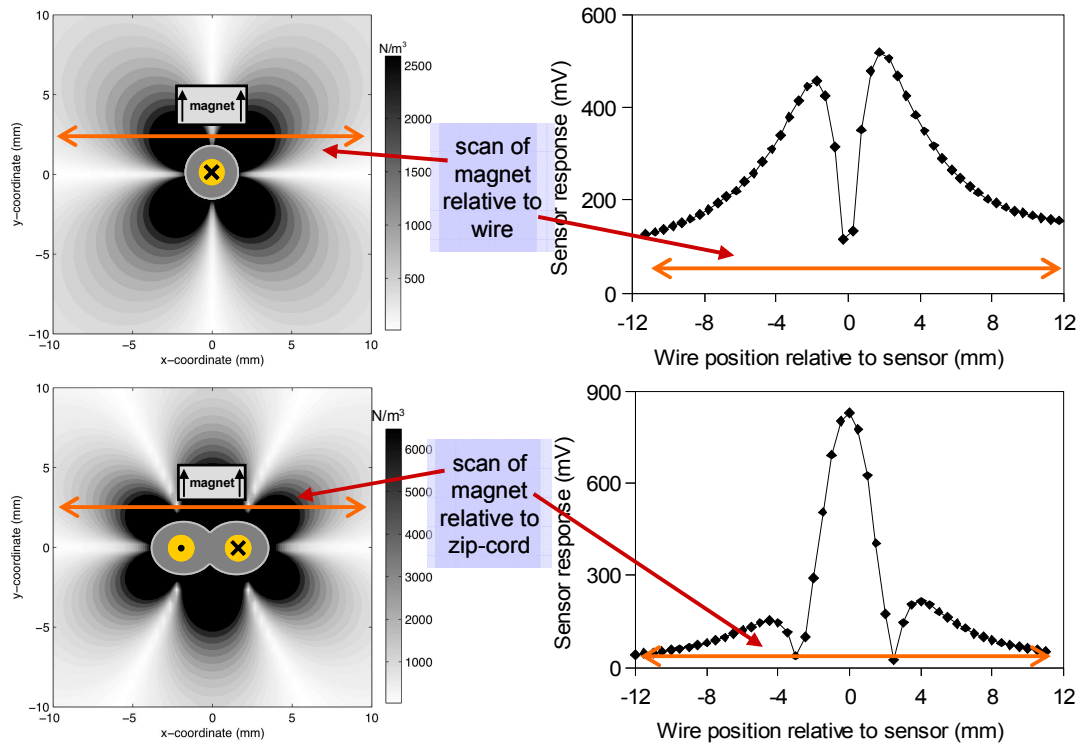 N/m³
10
5
0
−5
−10
y-coordinate (mm)
magnet
−10
−5
0
5
10
x-coordinate (mm)
2500
2000
1500
1000
500
scan of
magnet
relative to
wire
600
400
200
0
Sensor response (mV)
-12
-8
-4
0
4
8
12
Wire position relative to sensor (mm)
N/m³
10
5
0
−5
−10
y-coordinate (mm)
magnet
−10
−5
0
5
10
x-coordinate (mm)
6000
5000
4000
3000
2000
1000
scan of
magnet
relative to
zip-cord
900
600
300
0
Sensor response (mV)
-12
-8
-4
0
4
8
12
Wire position relative to sensor (mm)